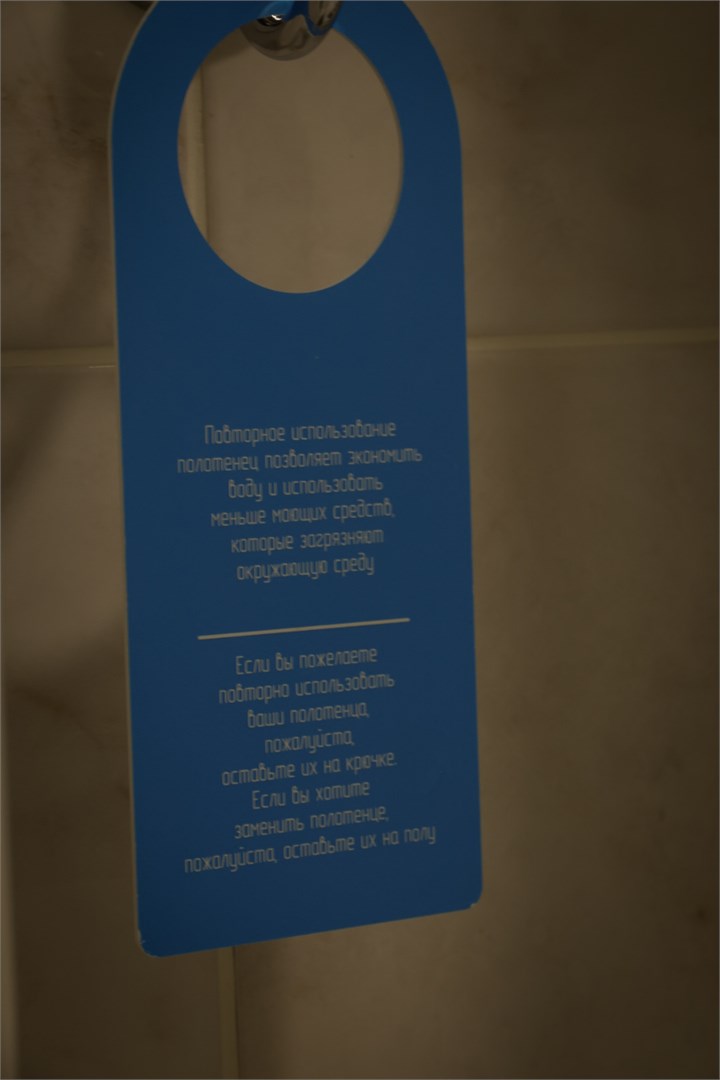 Повторное использование
полотенец позволяет экономить
воду и использовать
меньше моющих средств,
которые загрязняют
окружающую среду
Если вы пожелаете
повторно использовать
ваши полотенца,
пожалуйста,
оставьте их на крючке.
Если вы хотите
заменить полотенце,
пожалуйста, оставьте их на полу